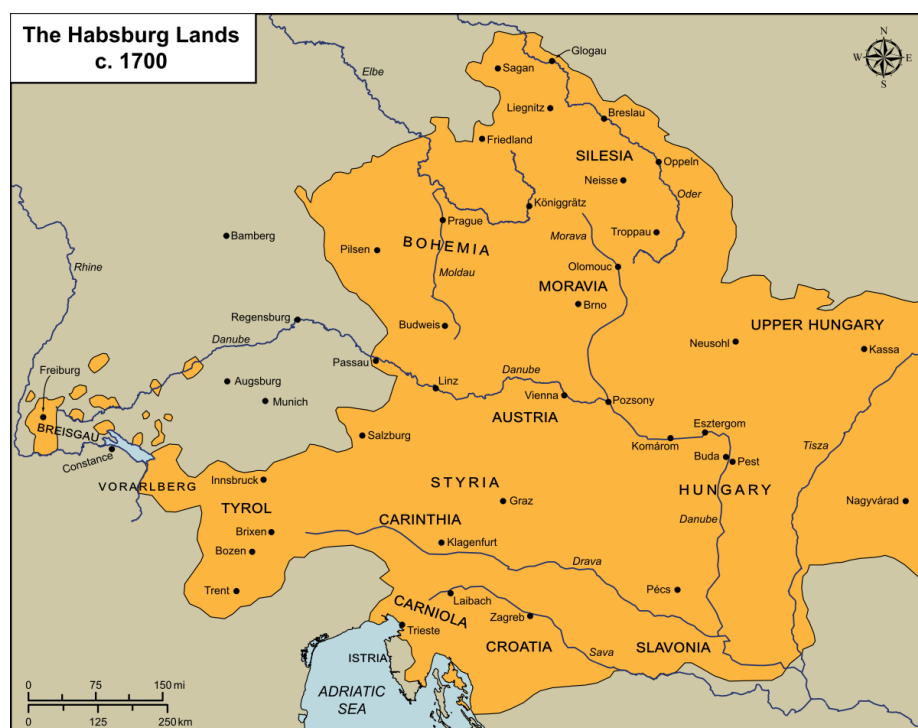 The Habsburg Lands
c. 1700
N
W E
S
Glogau
Sagan
Elbe
Liegnitz
Breslau
Friedland
SILESIA
Oppeln
Neisse
Oder
Königgrätz
Prague
Bamberg
Morava
Troppau
BOHEMIA
Pilsen
Rhine
Olomouc
Moldau
MORAVIA
Brno
Regensburg
Budweis
UPPER HUNGARY
Danube
Neusohl
Kassa
Passau
Freiburg
Augsburg
Linz
Danube
Vienna
Munich
Pozsony
AUSTRIA
BREISGAU
Salzburg
Esztergom
Komárom
Tisza
Constance
Buda
Pest
VORARLBERG
Innsbruck
STYRIA
HUNGARY
Graz
Nagyvárad
TYROL
CARINTHIA
Danube
Brixen
Klagenfurt
Bozen
Drava
Trent
Pécs
Laibach
CARNIOLA
Zagreb
Trieste
CROATIA
SLAVONIA
Sava
ISTRIA
ADRIATIC
SEA
0 75 150 mi
0 125 250 km